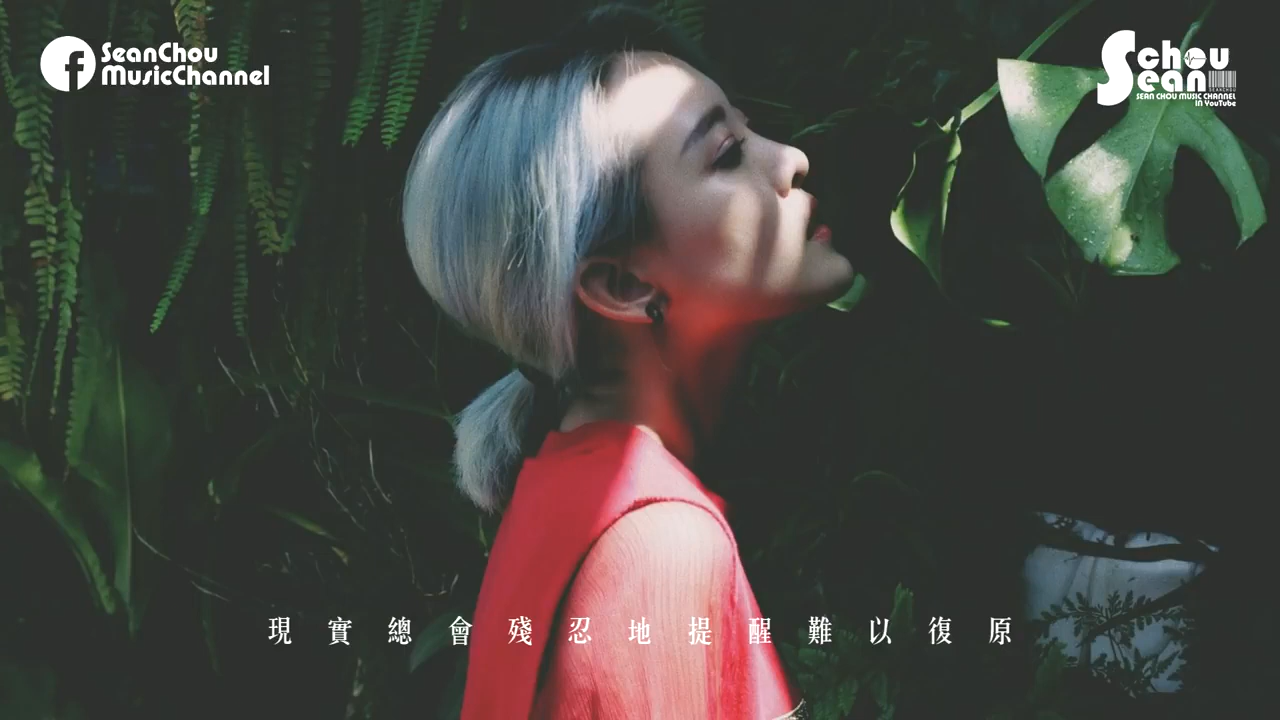 SeanChou
MusicChannel
Schou
Sean
SEANCHOU
SEAN CHOU MUSIC CHANNEL
IN YouTube
現實總會殘忍地提醒難以復原